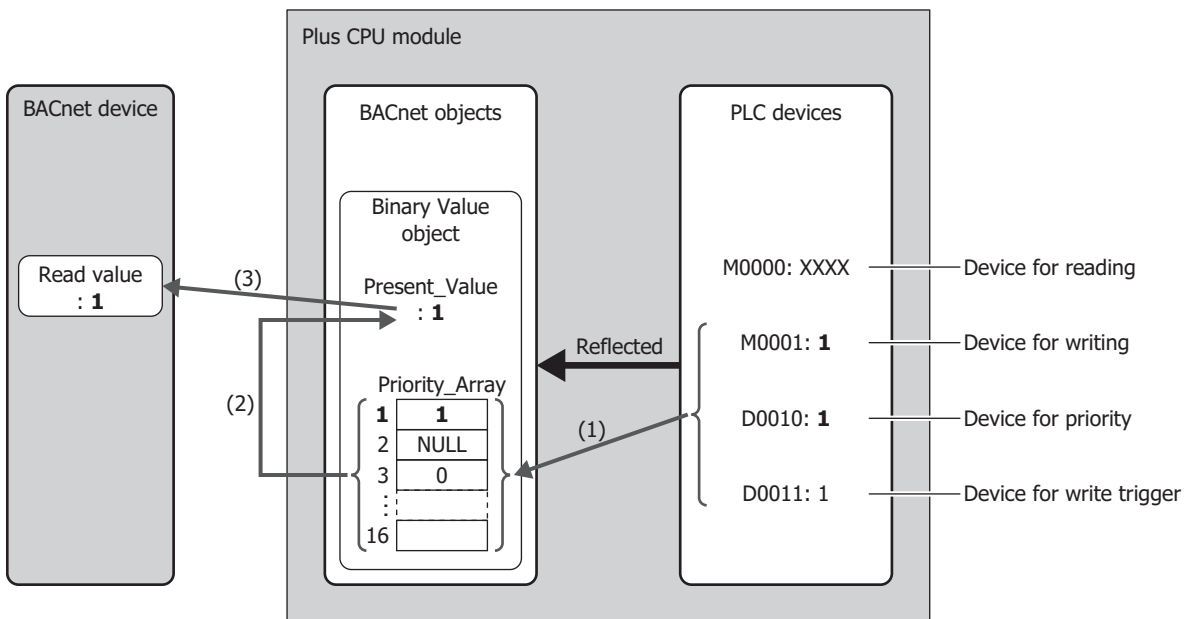 Plus CPU module
BACnet device
BACnet objects
PLC devices
Binary Value
object
Read value
: 1
(3)
Present_Value
: 1
M0000: XXXX
Device for reading
Reflected
M0001: 1
Device for writing
(2)
Priority_Array
1 1
2 NULL
3 0
:
16
(1)
D0010: 1
Device for priority
D0011: 1
Device for write trigger